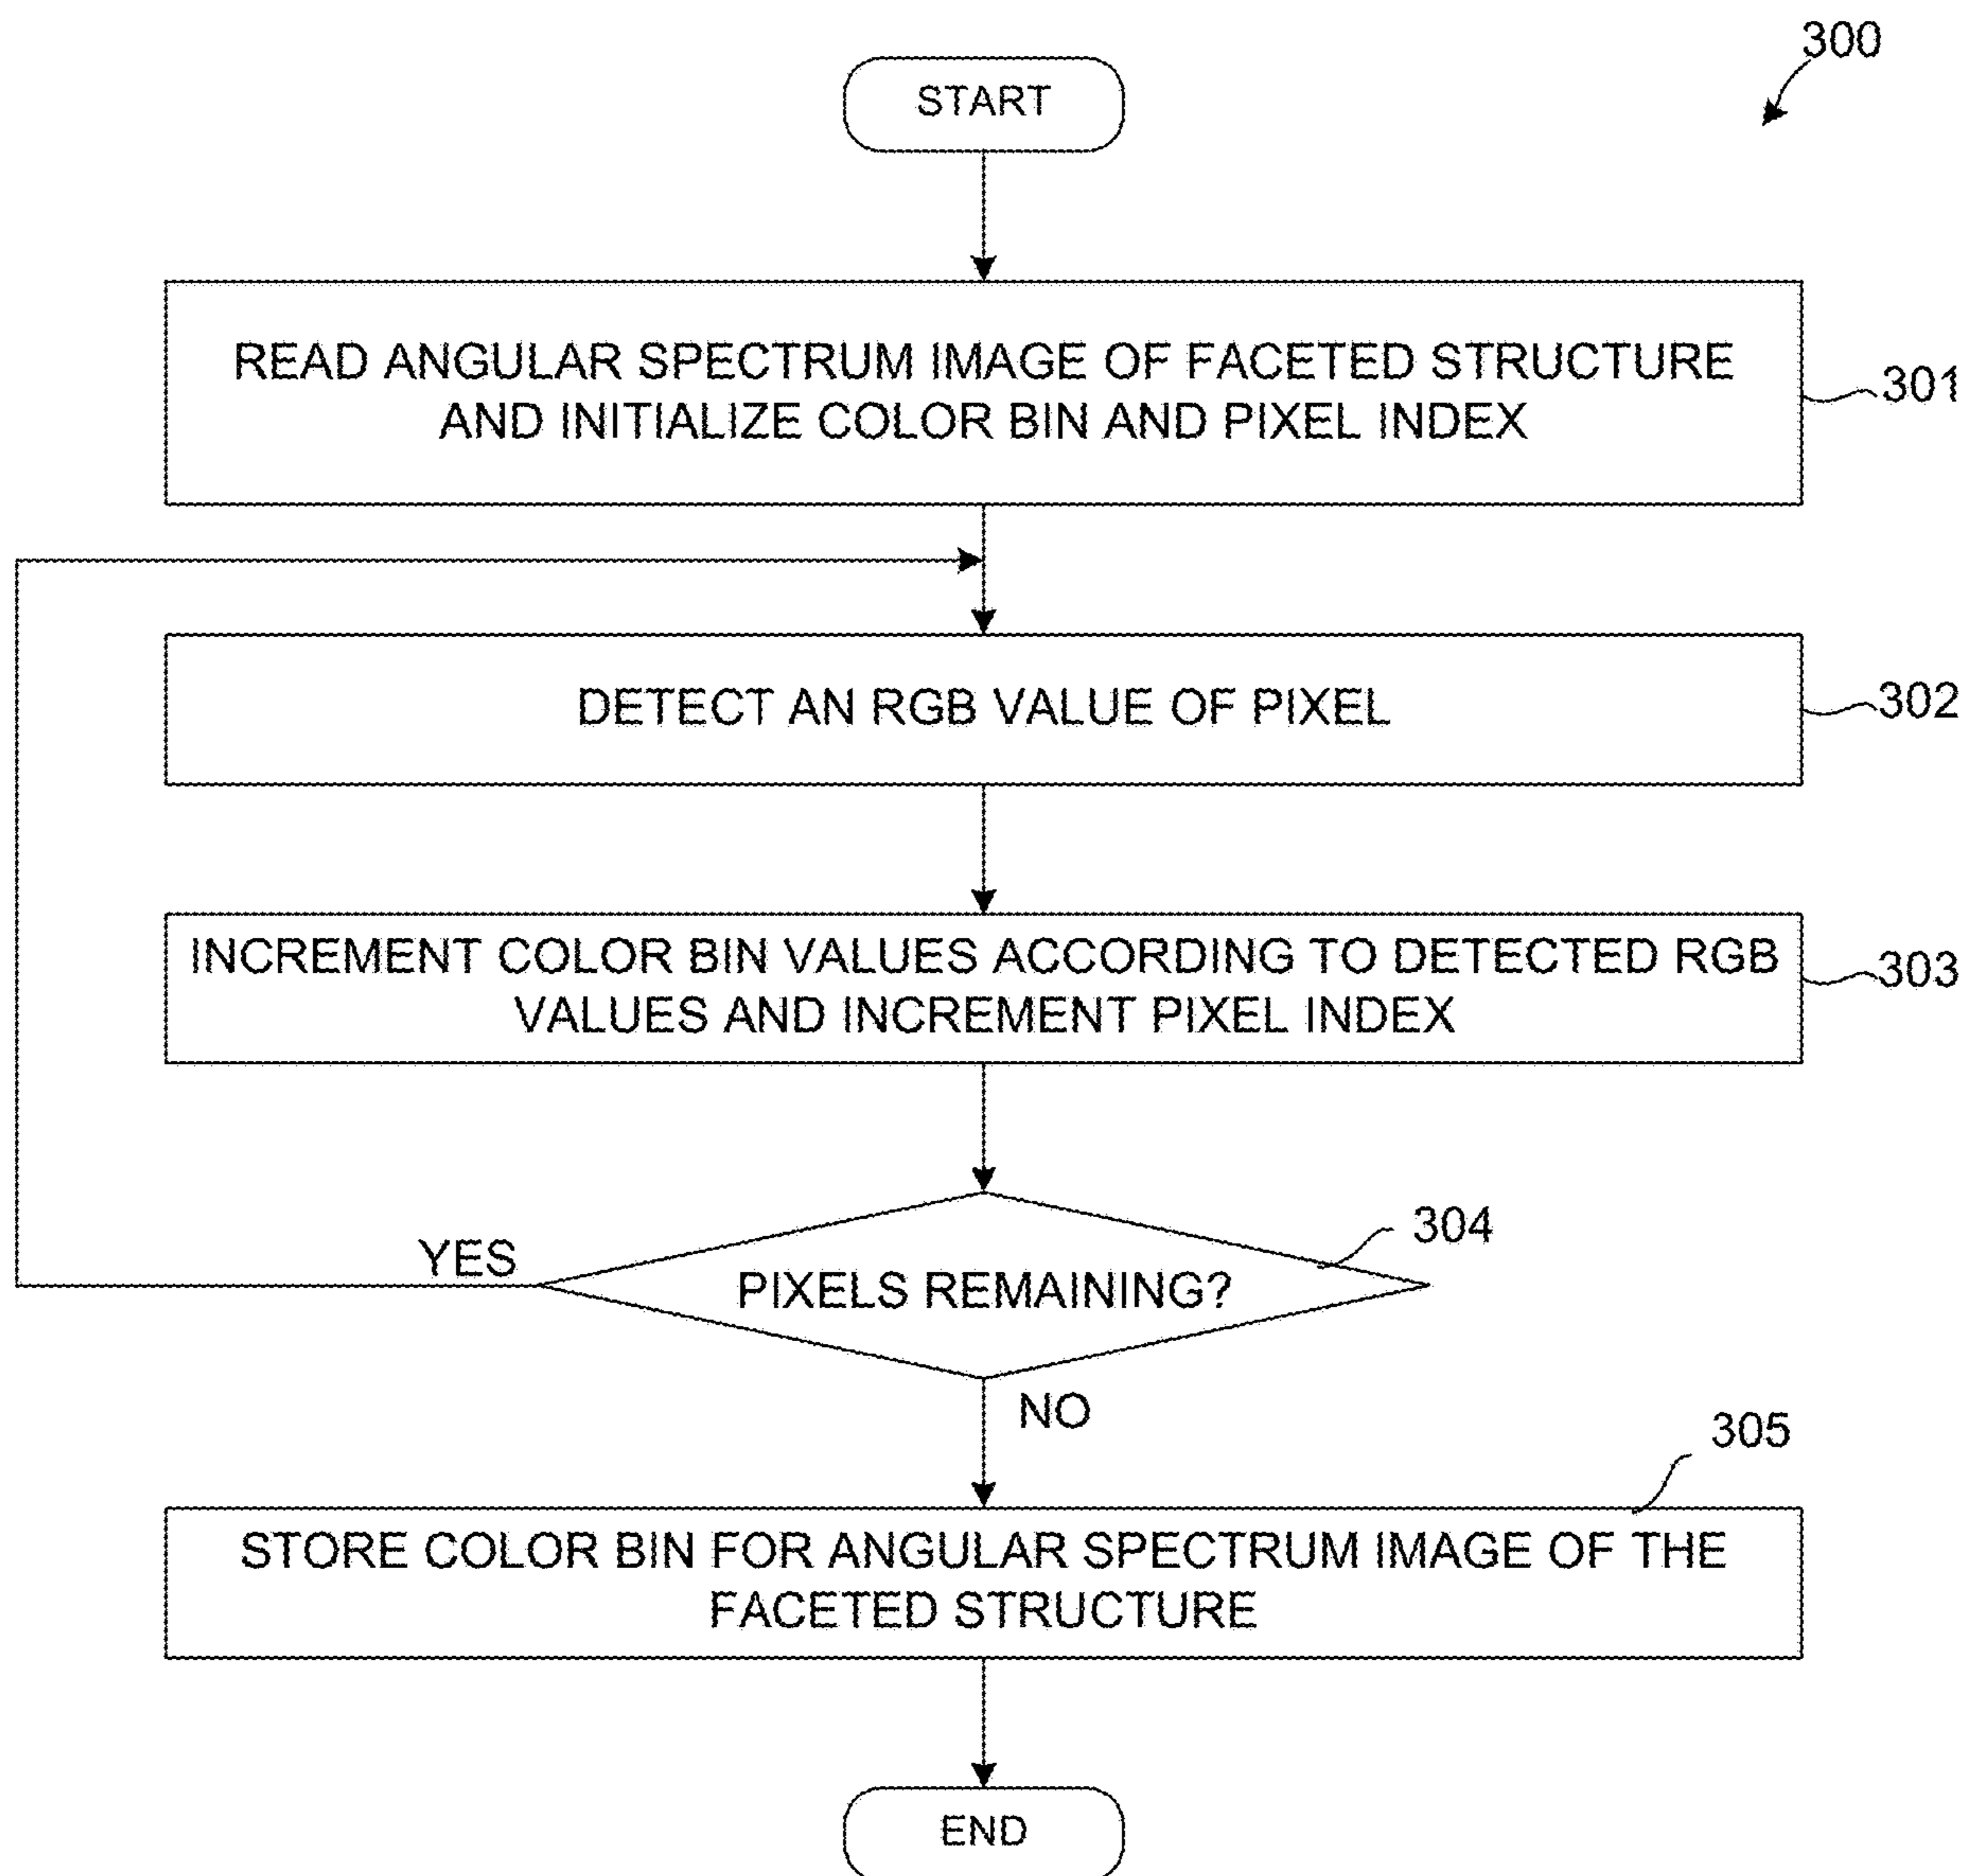 300
START
READ ANGULAR SPECTRUM IMAGE OF FACETED STRUCTURE
AND INITIALIZE COLOR BIN AND PIXEL INDEX
301
DETECT AN RGB VALUE OF PIXEL
302
INCREMENT COLOR BIN VALUES ACCORDING TO DETECTED RGB
VALUES AND INCREMENT PIXEL INDEX
303
304
YES
PIXELS REMAINING?
NO
305
STORE COLOR BIN FOR ANGULAR SPECTRUM IMAGE OF THE
FACETED STRUCTURE
END